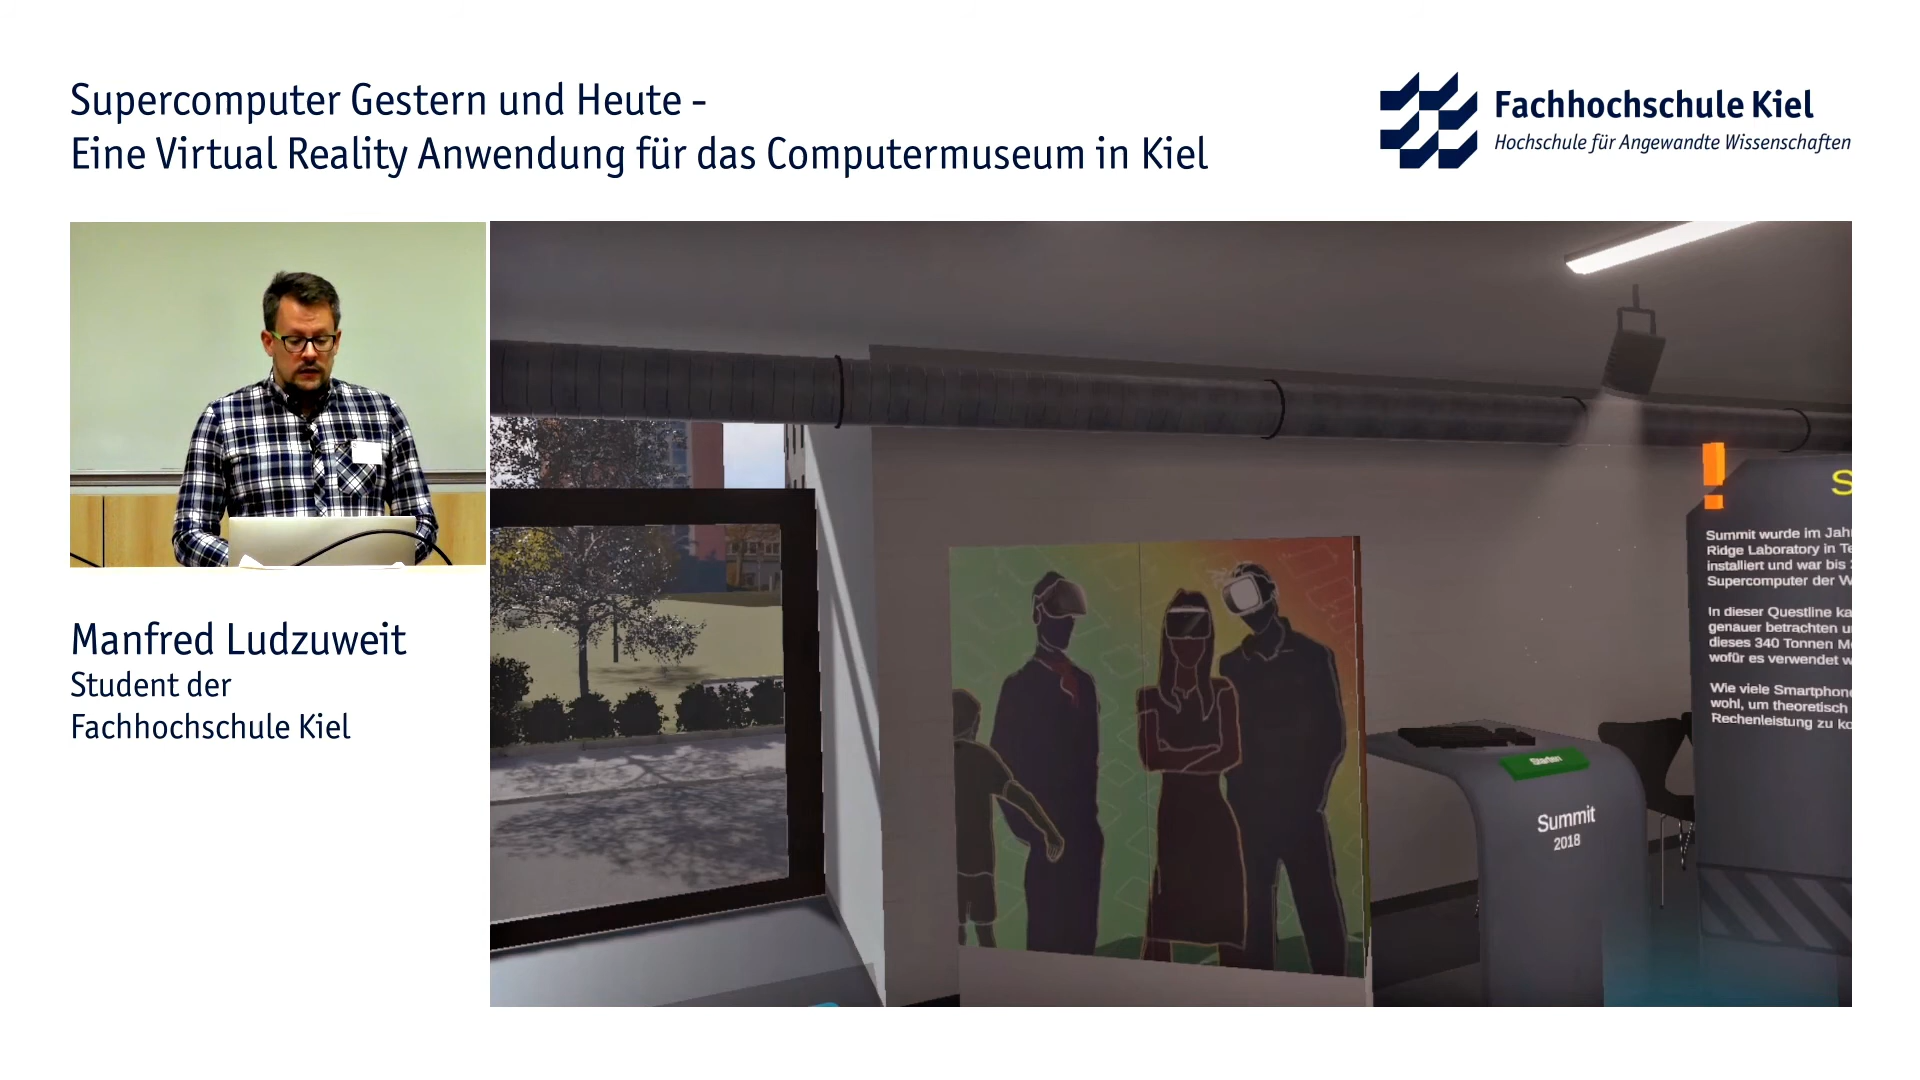 Supercomputer Gestern und Heute -
Eine Virtual Reality Anwendung für das Computermuseum in Kiel
Fachhochschule Kiel
Hochschule für Angewandte Wissenschaften
Manfred Ludzuweit
Student der
Fachhochschule Kiel
S
Summit wurde im Jah
Ridge Laboratory in Te
installiert und war bis
Supercomputer der W
In dieser Questline ka
genauer betrachten u
dieses 340 Tonnen M
wofür es verwendet w
Wie viele Smartphone
wohl, um theoretisch
Rechenleistung zu ko
Starten
Summit
2018